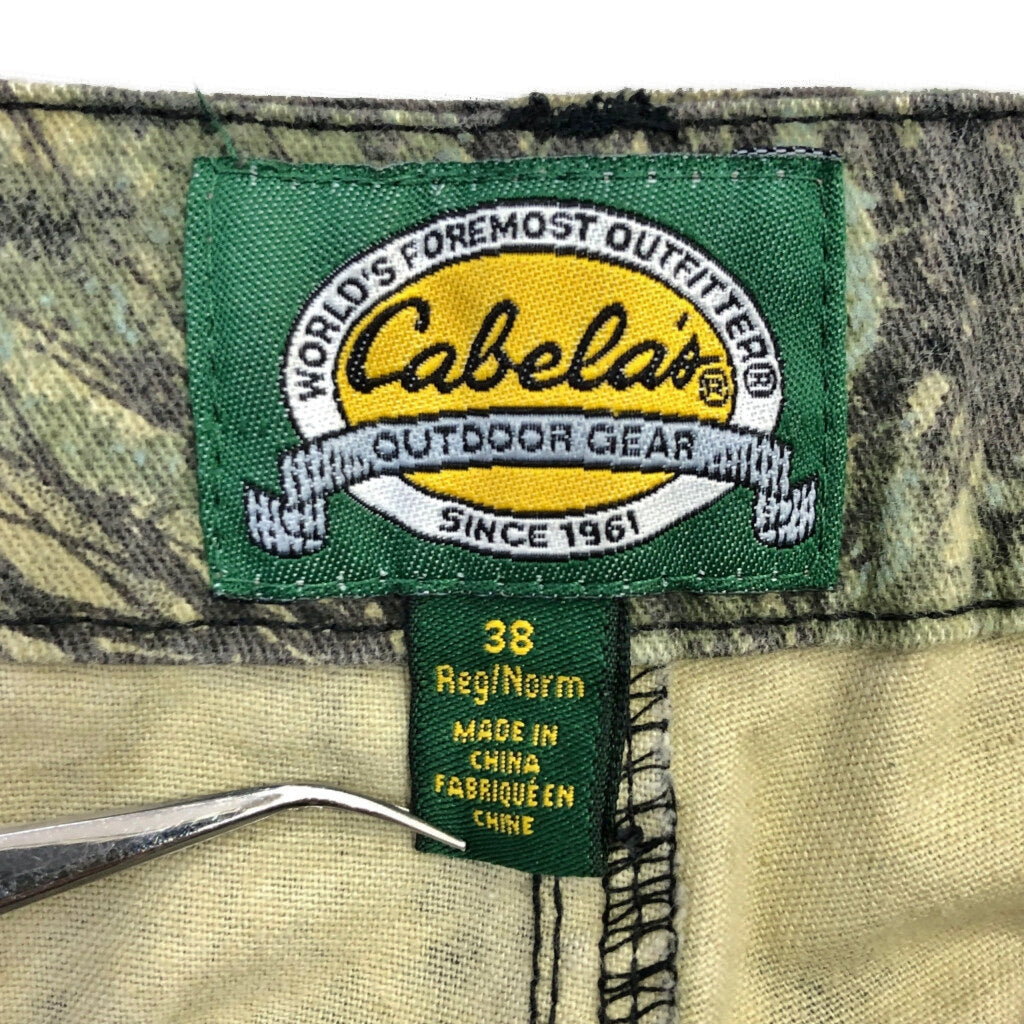 WORLD'S FOREMOST OUTFITTER®
Cabela's®
OUTDOOR GEAR
SINCE 1961
38
Reg/Norm
MADE IN
CHINA
FABRIQUÉ EN
CHINE